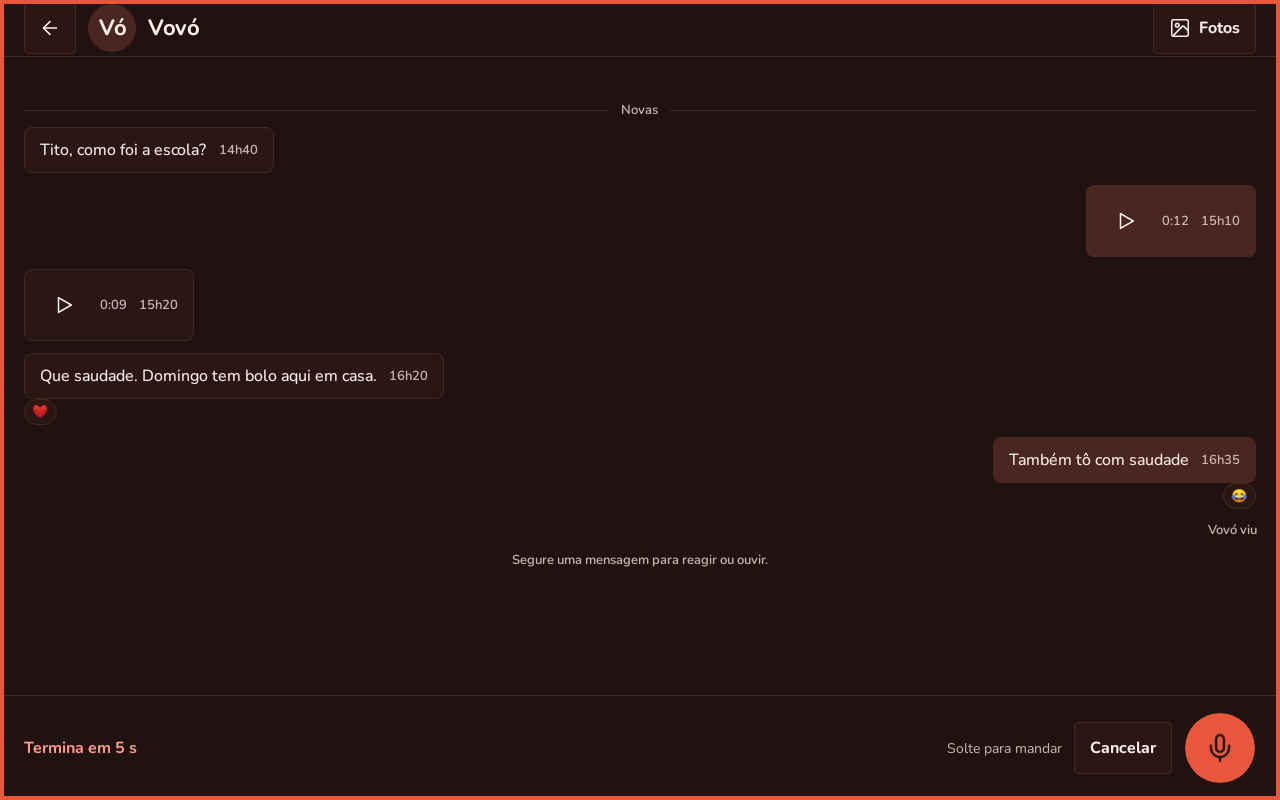 Vó Vovó Fotos
Novas
Tito, como foi a escola? 14h40
0:12 15h10
0:09 15h20
Que saudade. Domingo tem bolo aqui em casa. 16h20
❤️
Também tô com saudade 16h35
😂
Vovó viu
Segure uma mensagem para reagir ou ouvir.
Termina em 5 s Solte para mandar Cancelar